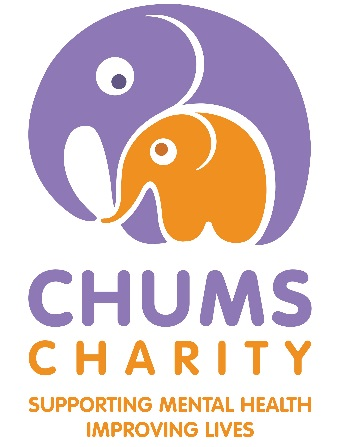 CHUMS
CHARITY
SUPPORTING MENTAL HEALTH
IMPROVING LIVES